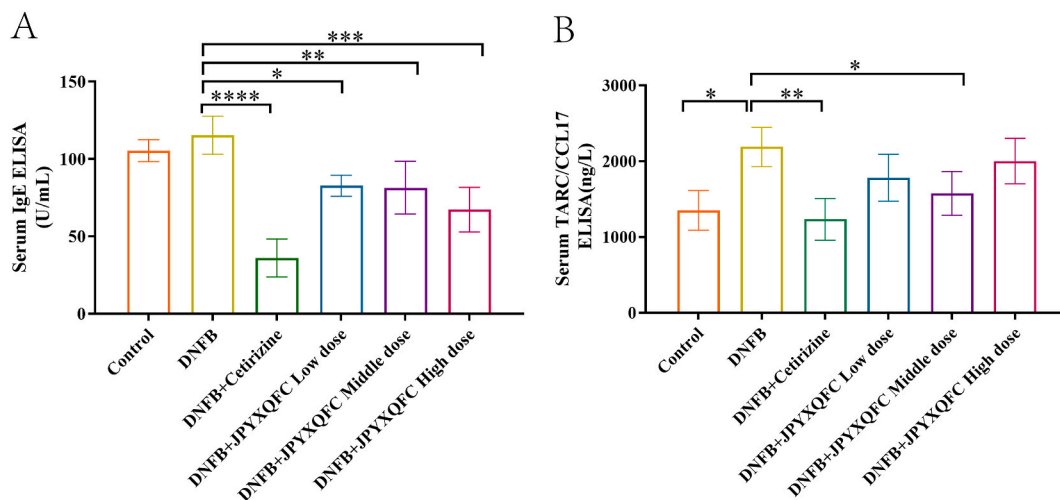 A
***
**
*
****
150
100
50
0
Serum IgE ELISA
(U/mL)
Control
DNFB
DNFB+Cetirizine
DNFB+JPYXQFC Low dose
DNFB+JPYXQFC Middle dose
DNFB+JPYXQFC High dose
B
*
*
**
3000
2000
1000
0
Serum TARC/CCL17
ELISA(ng/L)
Control
DNFB
DNFB+Cetirizine
DNFB+JPYXQFC Low dose
DNFB+JPYXQFC Middle dose
DNFB+JPYXQFC High dose